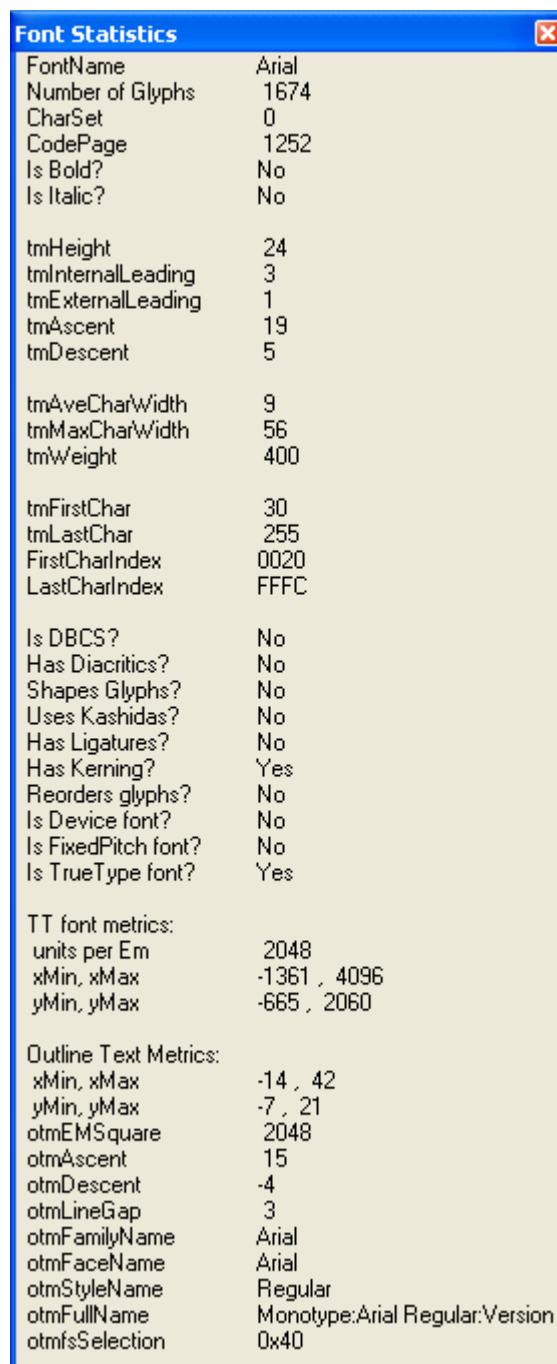 Font Statistics
FontName Arial
Number of Glyphs 1674
CharSet 0
CodePage 1252
Is Bold? No
Is Italic? No
tmHeight 24
tmInternalLeading 3
tmExternalLeading 1
tmAscent 19
tmDescent 5
tmAveCharWidth 9
tmMaxCharWidth 56
tmWeight 400
tmFirstChar 30
tmLastChar 255
FirstCharIndex 0020
LastCharIndex FFFC
Is DBCS? No
Has Diacritics? No
Shapes Glyphs? No
Uses Kashidas? No
Has Ligatures? No
Has Kerning? Yes
Reorders glyphs? No
Is Device font? No
Is FixedPitch font? No
Is TrueType font? Yes
TT font metrics:
units per Em 2048
xMin, xMax -1361 , 4096
yMin, yMax -665 , 2060
Outline Text Metrics:
xMin, xMax -14 , 42
yMin, yMax -7 , 21
otmEMSquare 2048
otmAscent 15
otmDescent -4
otmLineGap 3
otmFamilyName Arial
otmFaceName Arial
otmStyleName Regular
otmFullName Monotype:Arial Regular:Version
otmfsSelection 0x40